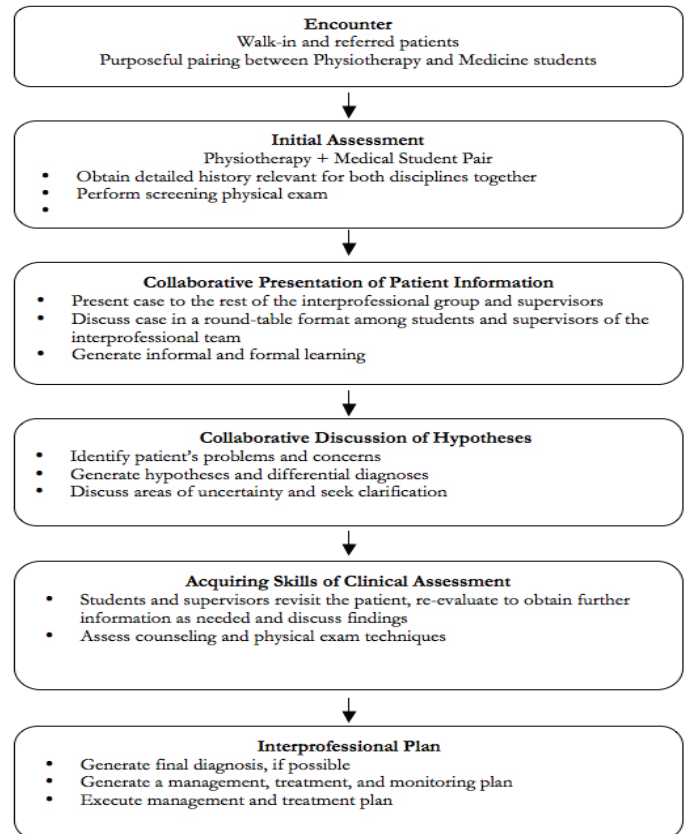 Encounter
Walk-in and referred patients
Purposeful pairing between Physiotherapy and Medicine students
Initial Assessment
Physiotherapy + Medical Student Pair
• Obtain detailed history relevant for both disciplines together
• Perform screening physical exam
•
Collaborative Presentation of Patient Information
• Present case to the rest of the interprofessional group and supervisors
• Discuss case in a round-table format among students and supervisors of the
interprofessional team
• Generate informal and formal learning
Collaborative Discussion of Hypotheses
• Identify patient's problems and concerns
• Generate hypotheses and differential diagnoses
• Discuss areas of uncertainty and seek clarification
Acquiring Skills of Clinical Assessment
• Students and supervisors revisit the patient, re-evaluate to obtain further
information as needed and discuss findings
• Assess counseling and physical exam techniques
Interprofessional Plan
• Generate final diagnosis, if possible
• Generate a management, treatment, and monitoring plan
• Execute management and treatment plan